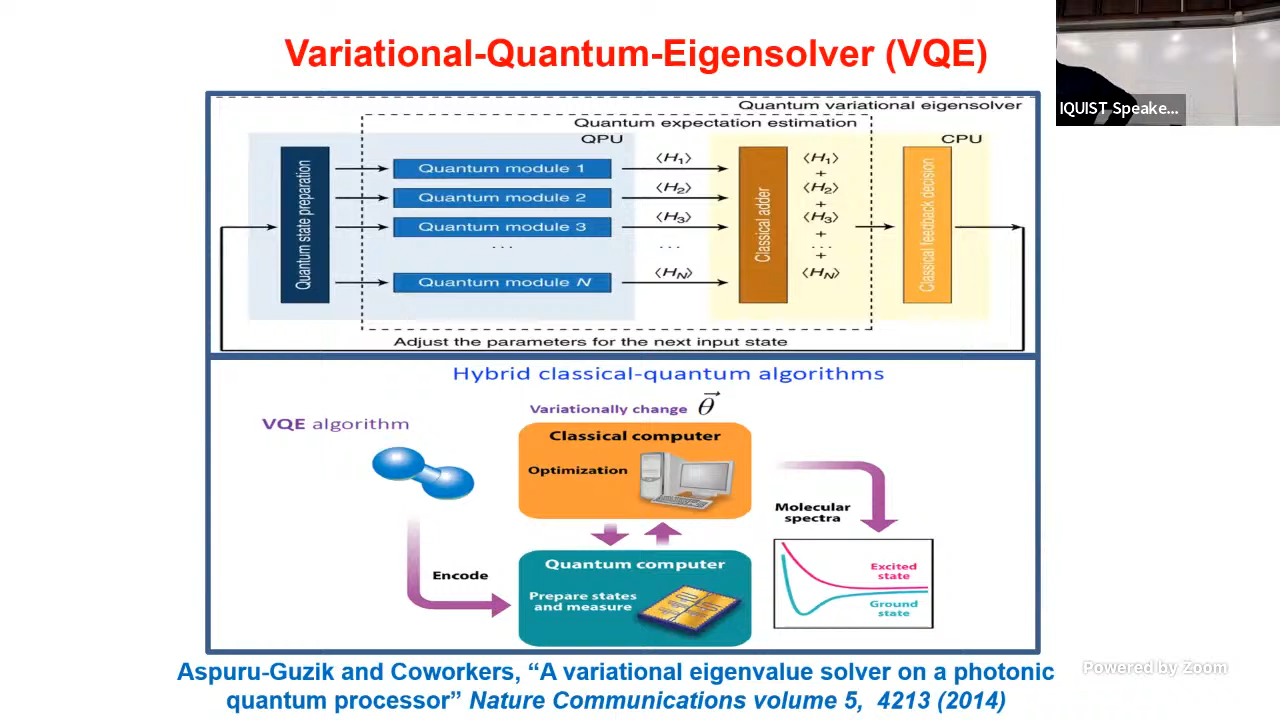 Variational-Quantum-Eigensolver (VQE)
IQUIST Speake...
Quantum variational eigensolver
Quantum expectation estimation
QPU
CPU
Quantum state preparation
Quantum module 1
Quantum module 2
Quantum module 3
...
Quantum module N
⟨H₁⟩
⟨H₂⟩
⟨H₃⟩
...
⟨H_N⟩
Classical adder
⟨H₁⟩
+
⟨H₂⟩
+
⟨H₃⟩
+
...
+
⟨H_N⟩
Classical feedback decision
Adjust the parameters for the next input state
Hybrid classical-quantum algorithms
VQE algorithm
Variationally change θ⃗
Classical computer
Optimization
Encode
Quantum computer
Prepare states
and measure
Molecular
spectra
Excited
state
Ground
state
Aspuru-Guzik and Coworkers, “A variational eigenvalue solver on a photonic
quantum processor” Nature Communications volume 5, 4213 (2014)
Powered by Zoom